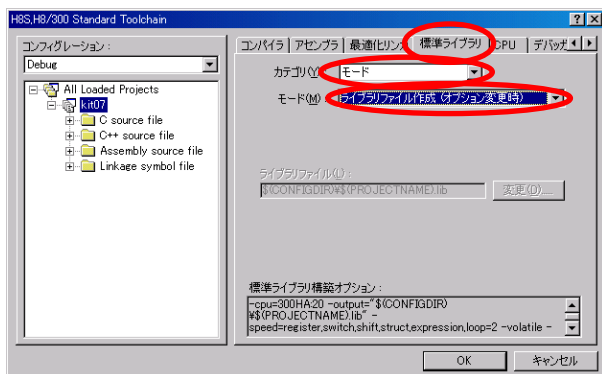 H8S,H8/300 Standard Toolchain
コンフィグレーション :
Debug
All Loaded Projects
kit07
C source file
C++ source file
Assembly source file
Linkage symbol file
コンパイラ アセンブラ 最適化リンカ 標準ライブラリ CPU デバッガ
カテゴリ(Y) モード
モード(M) : ライブラリファイル作成 (オプション変更時)
ライブラリファイル(L) :
$(CONFIGDIR)¥$(PROJECTNAME).lib 変更(D)...
標準ライブラリ構築オプション :
-cpu=300HA:20 -output="$(CONFIGDIR)
¥$(PROJECTNAME).lib" -
speed=register,switch,shift,struct,expression,loop=2 -volatile -
OK キャンセル